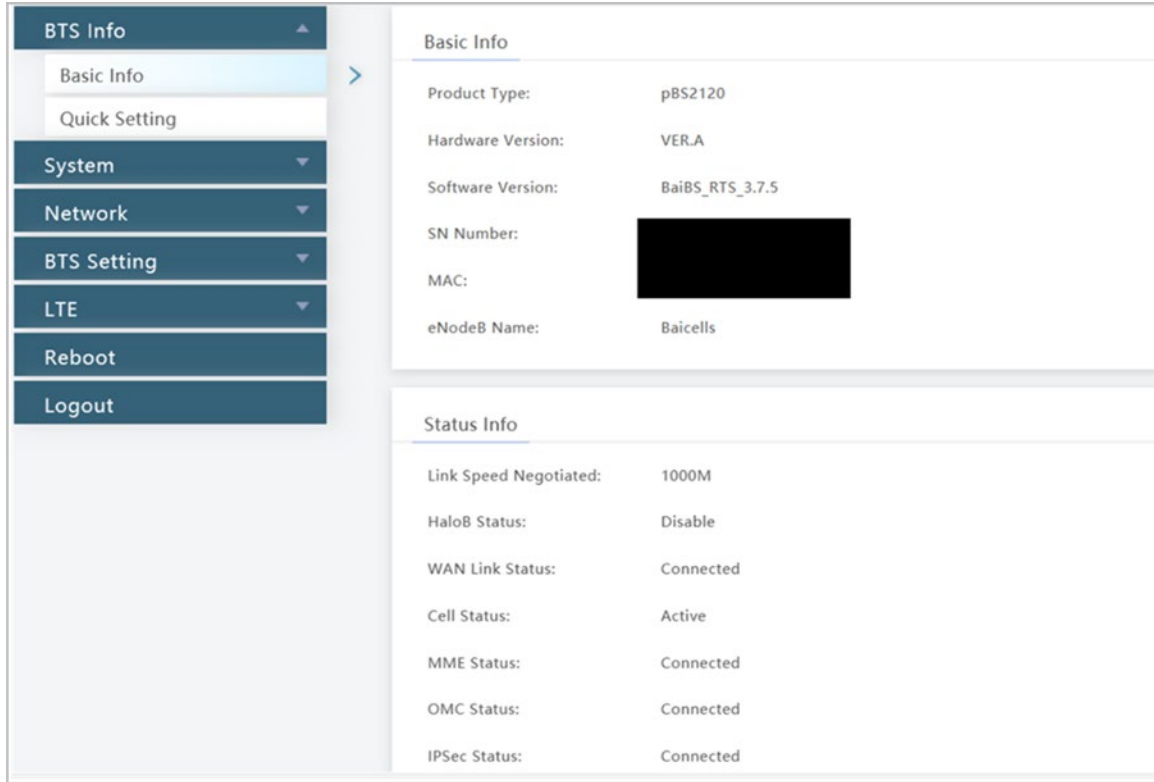 BTS Info
Basic Info
Quick Setting
System
Network
BTS Setting
LTE
Reboot
Logout
Basic Info
Product Type: pBS2120
Hardware Version: VER.A
Software Version: BaiBS_RTS_3.7.5
SN Number:
MAC:
eNodeB Name: Baicells
Status Info
Link Speed Negotiated: 1000M
HaloB Status: Disable
WAN Link Status: Connected
Cell Status: Active
MME Status: Connected
OMC Status: Connected
IPSec Status: Connected